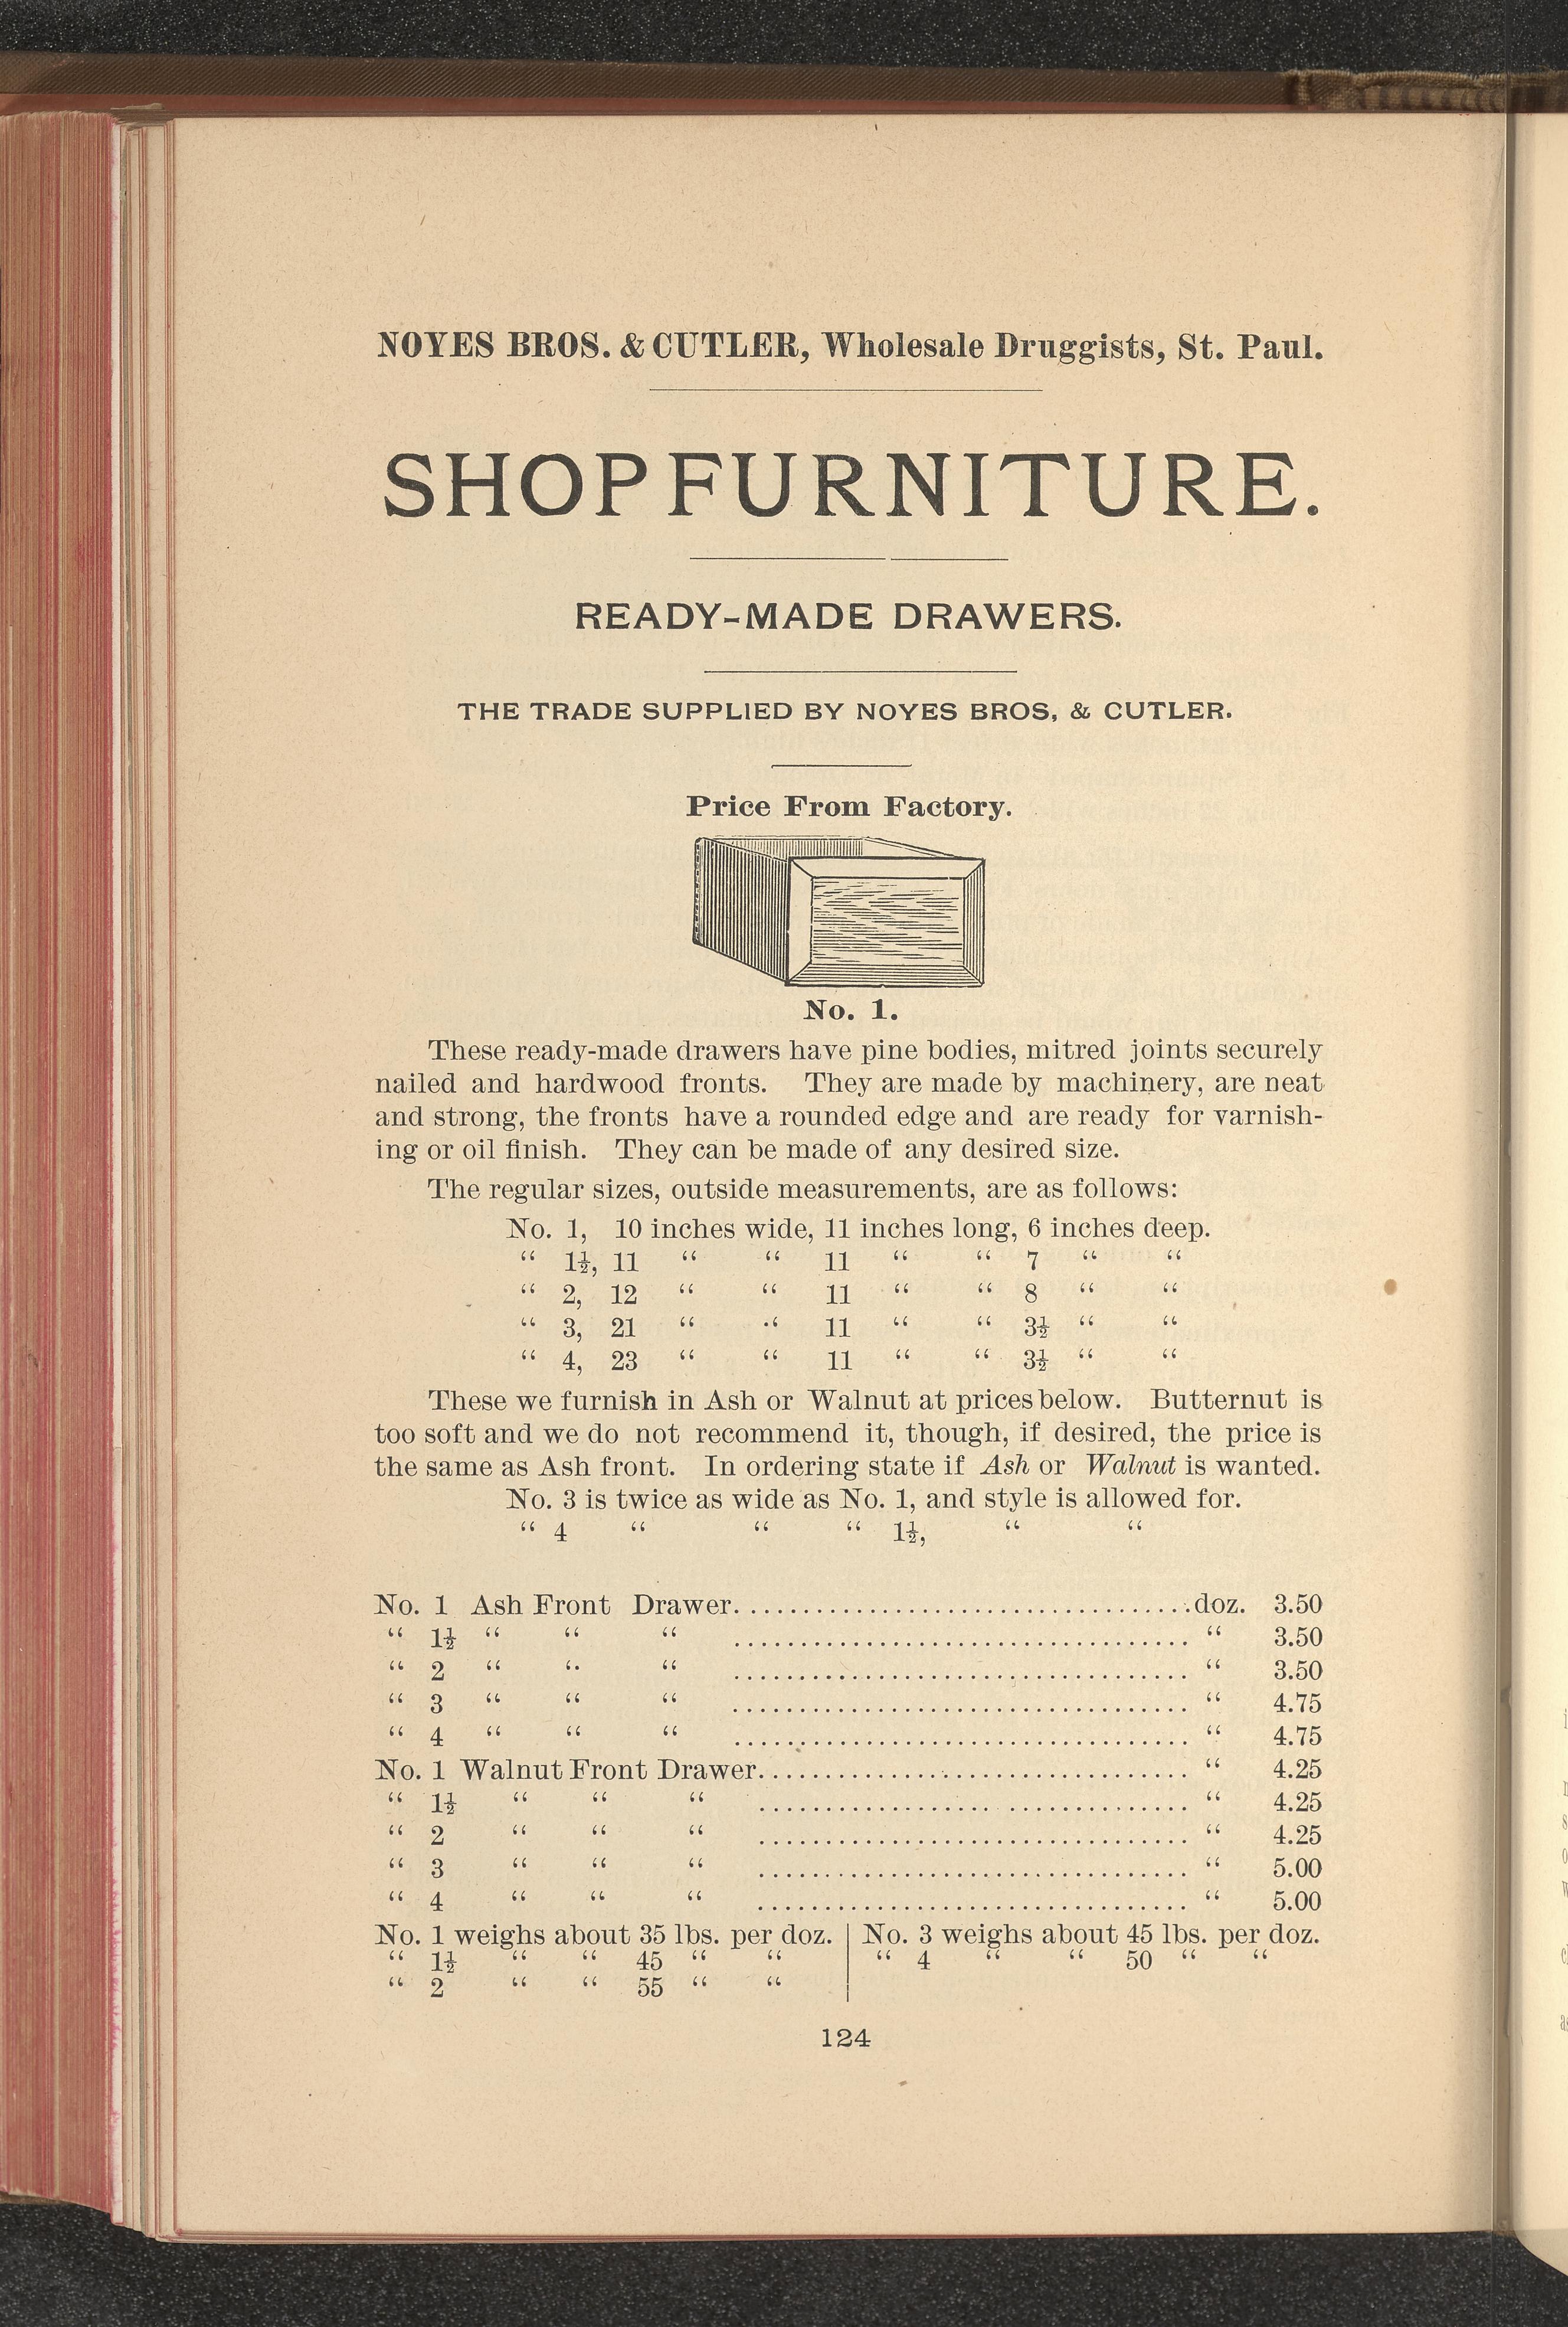 NOYES BROS. & CUTLER, Wholesale Druggists, St. Paul.
SHOP FURNITURE.
READY-MADE DRAWERS.
THE TRADE SUPPLIED BY NOYES BROS, & CUTLER.
Price From Factory.
No. 1.
These ready-made drawers have pine bodies, mitred joints securely
nailed and hardwood fronts. They are made by machinery, are neat
and strong, the fronts have a rounded edge and are ready for varnish-
ing or oil finish. They can be made of any desired size.
The regular sizes, outside measurements, are as follows:
No. 1, 10 inches wide, 11 inches long, 6 inches deep.
“ 1½, 11 “ “ 11 “ “ 7 “ “
“ 2, 12 “ “ 11 “ “ 8 “ “
“ 3, 21 “ “ 11 “ “ 3½ “ “
“ 4, 23 “ “ 11 “ “ 3½ “ “
These we furnish in Ash or Walnut at prices below. Butternut is
too soft and we do not recommend it, though, if desired, the price is
the same as Ash front. In ordering state if Ash or Walnut is wanted.
No. 3 is twice as wide as No. 1, and style is allowed for.
“ 4 “ “ “ 1½, “ “
No. 1 Ash Front Drawer.................................doz. 3.50
“ 1½ “ “ “ ................................. “ 3.50
“ 2 “ “ “ ................................. “ 3.50
“ 3 “ “ “ ................................. “ 4.75
“ 4 “ “ “ ................................. “ 4.75
No. 1 Walnut Front Drawer................................. “ 4.25
“ 1½ “ “ “ ................................. “ 4.25
“ 2 “ “ “ ................................. “ 4.25
“ 3 “ “ “ ................................. “ 5.00
“ 4 “ “ “ ................................. “ 5.00
No. 1 weighs about 35 lbs. per doz.
“ 1½ “ “ 45 “ “
“ 2 “ “ 55 “ “
No. 3 weighs about 45 lbs. per doz.
“ 4 “ “ 50 “ “
124